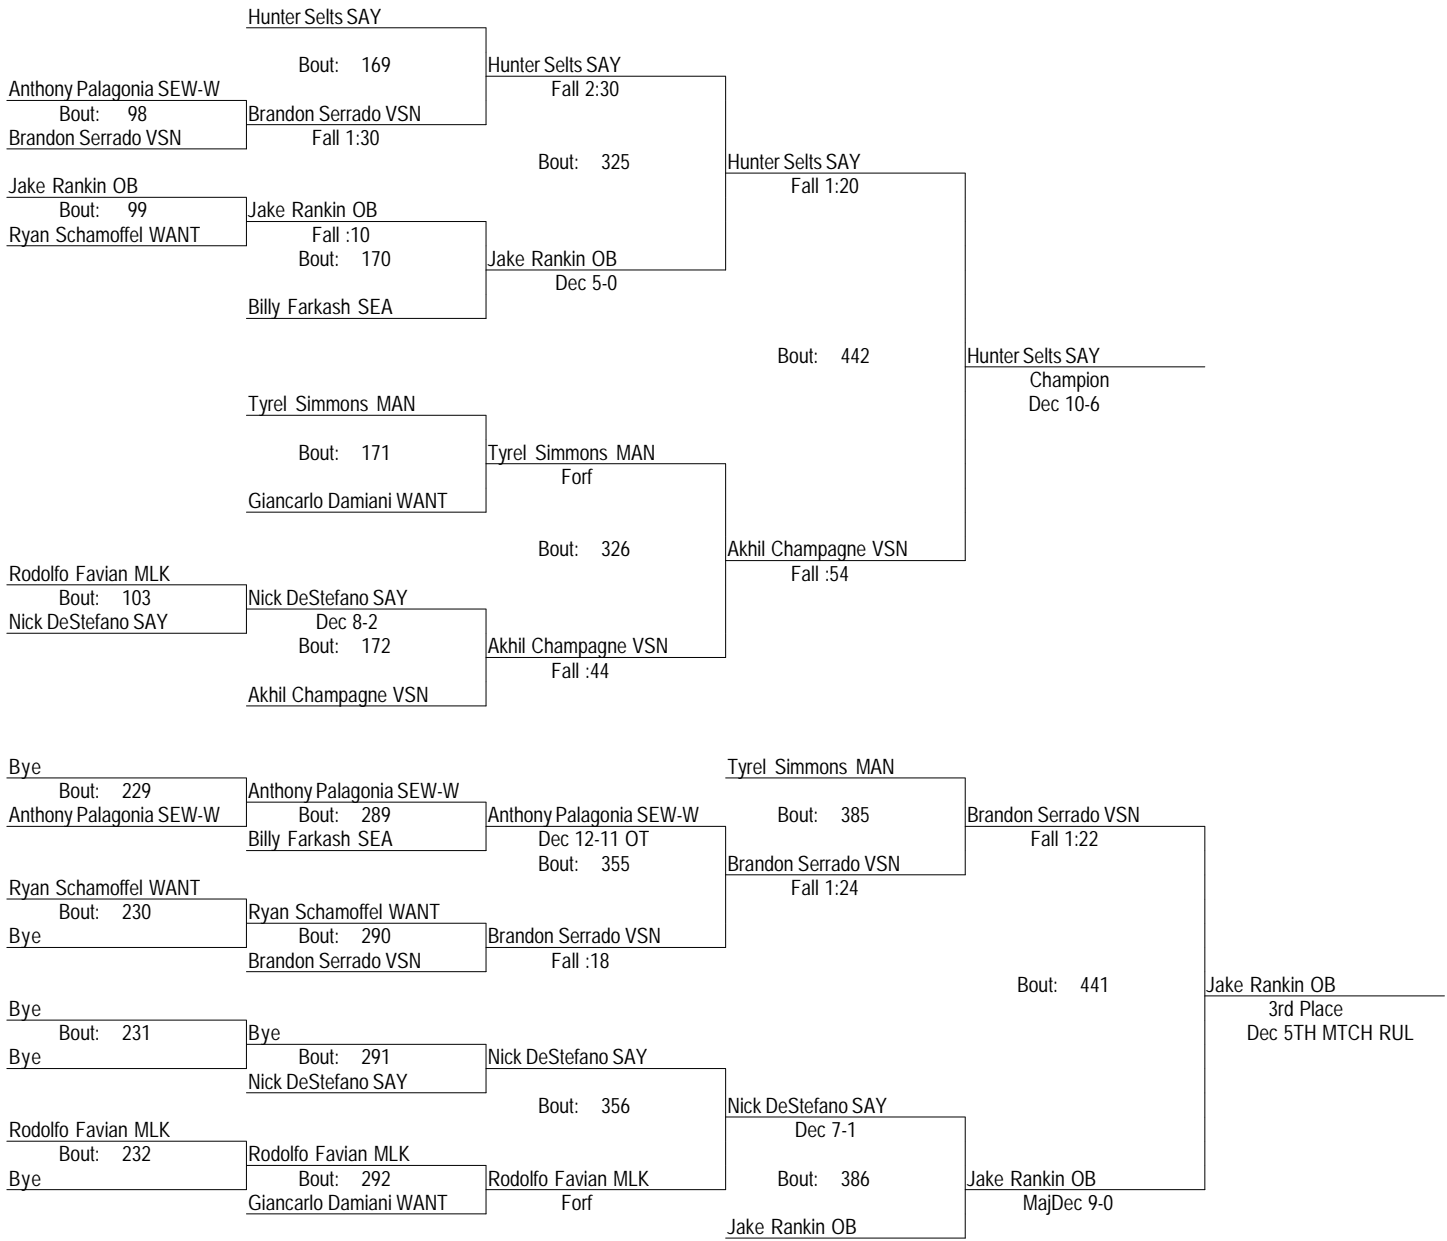 Hunter Selts SAY
Bout: 169
Hunter Selts SAY
Fall 2:30
Anthony Palagonia SEW-W
Bout: 98
Brandon Serrado VSN
Brandon Serrado VSN
Fall 1:30
Bout: 325
Hunter Selts SAY
Fall 1:20
Jake Rankin OB
Bout: 99
Ryan Schamoffel WANT
Jake Rankin OB
Fall :10
Bout: 170
Jake Rankin OB
Dec 5-0
Billy Farkash SEA
Bout: 442
Hunter Selts SAY
Champion
Dec 10-6
Tyrel Simmons MAN
Bout: 171
Tyrel Simmons MAN
Forf
Giancarlo Damiani WANT
Bout: 326
Akhil Champagne VSN
Fall :54
Rodolfo Favian MLK
Bout: 103
Nick DeStefano SAY
Nick DeStefano SAY
Dec 8-2
Bout: 172
Akhil Champagne VSN
Fall :44
Akhil Champagne VSN
Bye
Bout: 229
Anthony Palagonia SEW-W
Anthony Palagonia SEW-W
Bout: 289
Billy Farkash SEA
Anthony Palagonia SEW-W
Dec 12-11 OT
Bout: 355
Tyrel Simmons MAN
Bout: 385
Brandon Serrado VSN
Fall 1:24
Brandon Serrado VSN
Fall 1:22
Ryan Schamoffel WANT
Bout: 230
Bye
Ryan Schamoffel WANT
Bout: 290
Brandon Serrado VSN
Brandon Serrado VSN
Fall :18
Bout: 441
Jake Rankin OB
3rd Place
Dec 5TH MTCH RUL
Bye
Bout: 231
Bye
Bye
Bout: 291
Nick DeStefano SAY
Nick DeStefano SAY
Bout: 356
Nick DeStefano SAY
Dec 7-1
Rodolfo Favian MLK
Bout: 232
Bye
Rodolfo Favian MLK
Bout: 292
Giancarlo Damiani WANT
Rodolfo Favian MLK
Forf
Bout: 386
Jake Rankin OB
Jake Rankin OB
MajDec 9-0